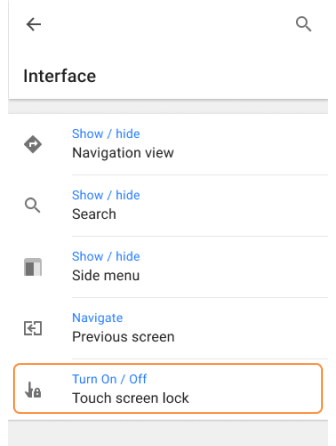 Interface
Show / hide
Navigation view
Show / hide
Search
Show / hide
Side menu
Navigate
Previous screen
Turn On / Off
Touch screen lock